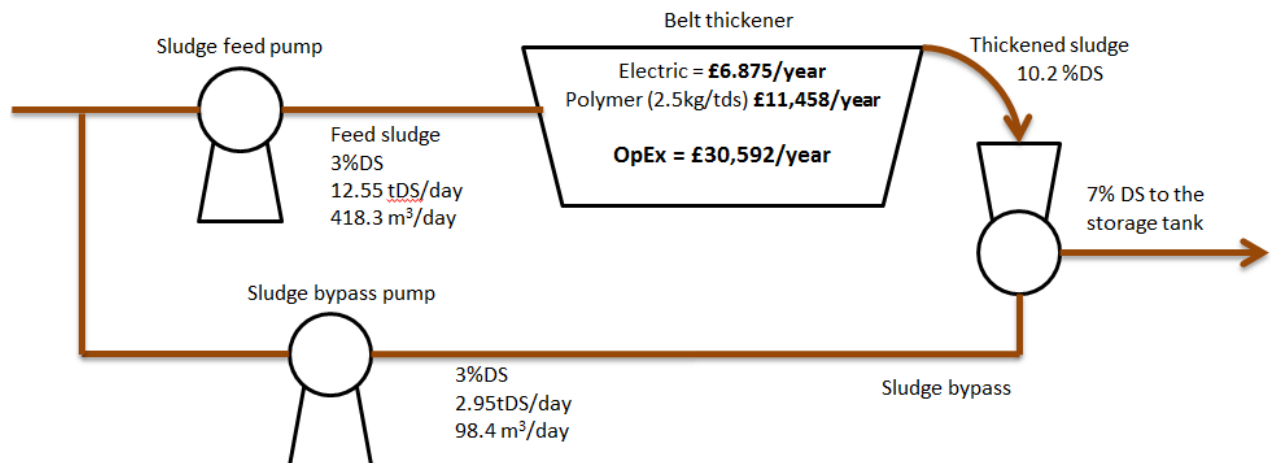 Belt thickener
Sludge feed pump
Electric = £6.875/year
Polymer (2.5kg/tds) £11,458/year
OpEx = £30,592/year
Thickened sludge
10.2 %DS
Feed sludge
3%DS
12.55 tDS/day
418.3 m³/day
7% DS to the
storage tank
Sludge bypass pump
3%DS
2.95tDS/day
98.4 m³/day
Sludge bypass